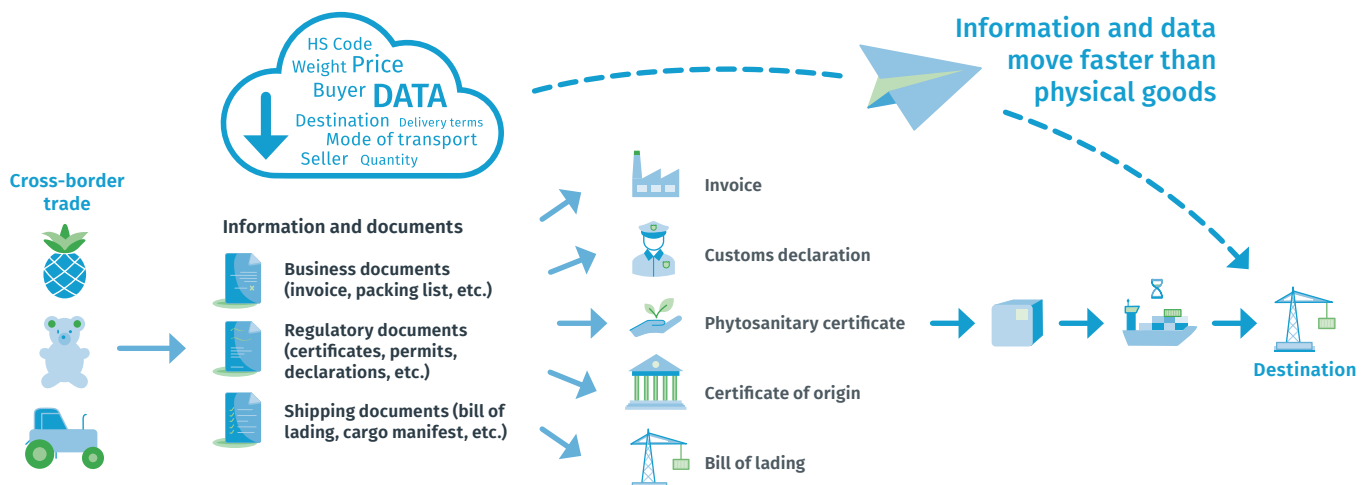 HS Code
Weight Price
Buyer DATA
Destination Delivery terms
Mode of transport
Seller Quantity
Information and data
move faster than
physical goods
Cross-border
trade
Information and documents
Business documents
(invoice, packing list, etc.)
Regulatory documents
(certificates, permits,
declarations, etc.)
Shipping documents (bill of
lading, cargo manifest, etc.)
Invoice
Customs declaration
Phytosanitary certificate
Certificate of origin
Bill of lading
Destination